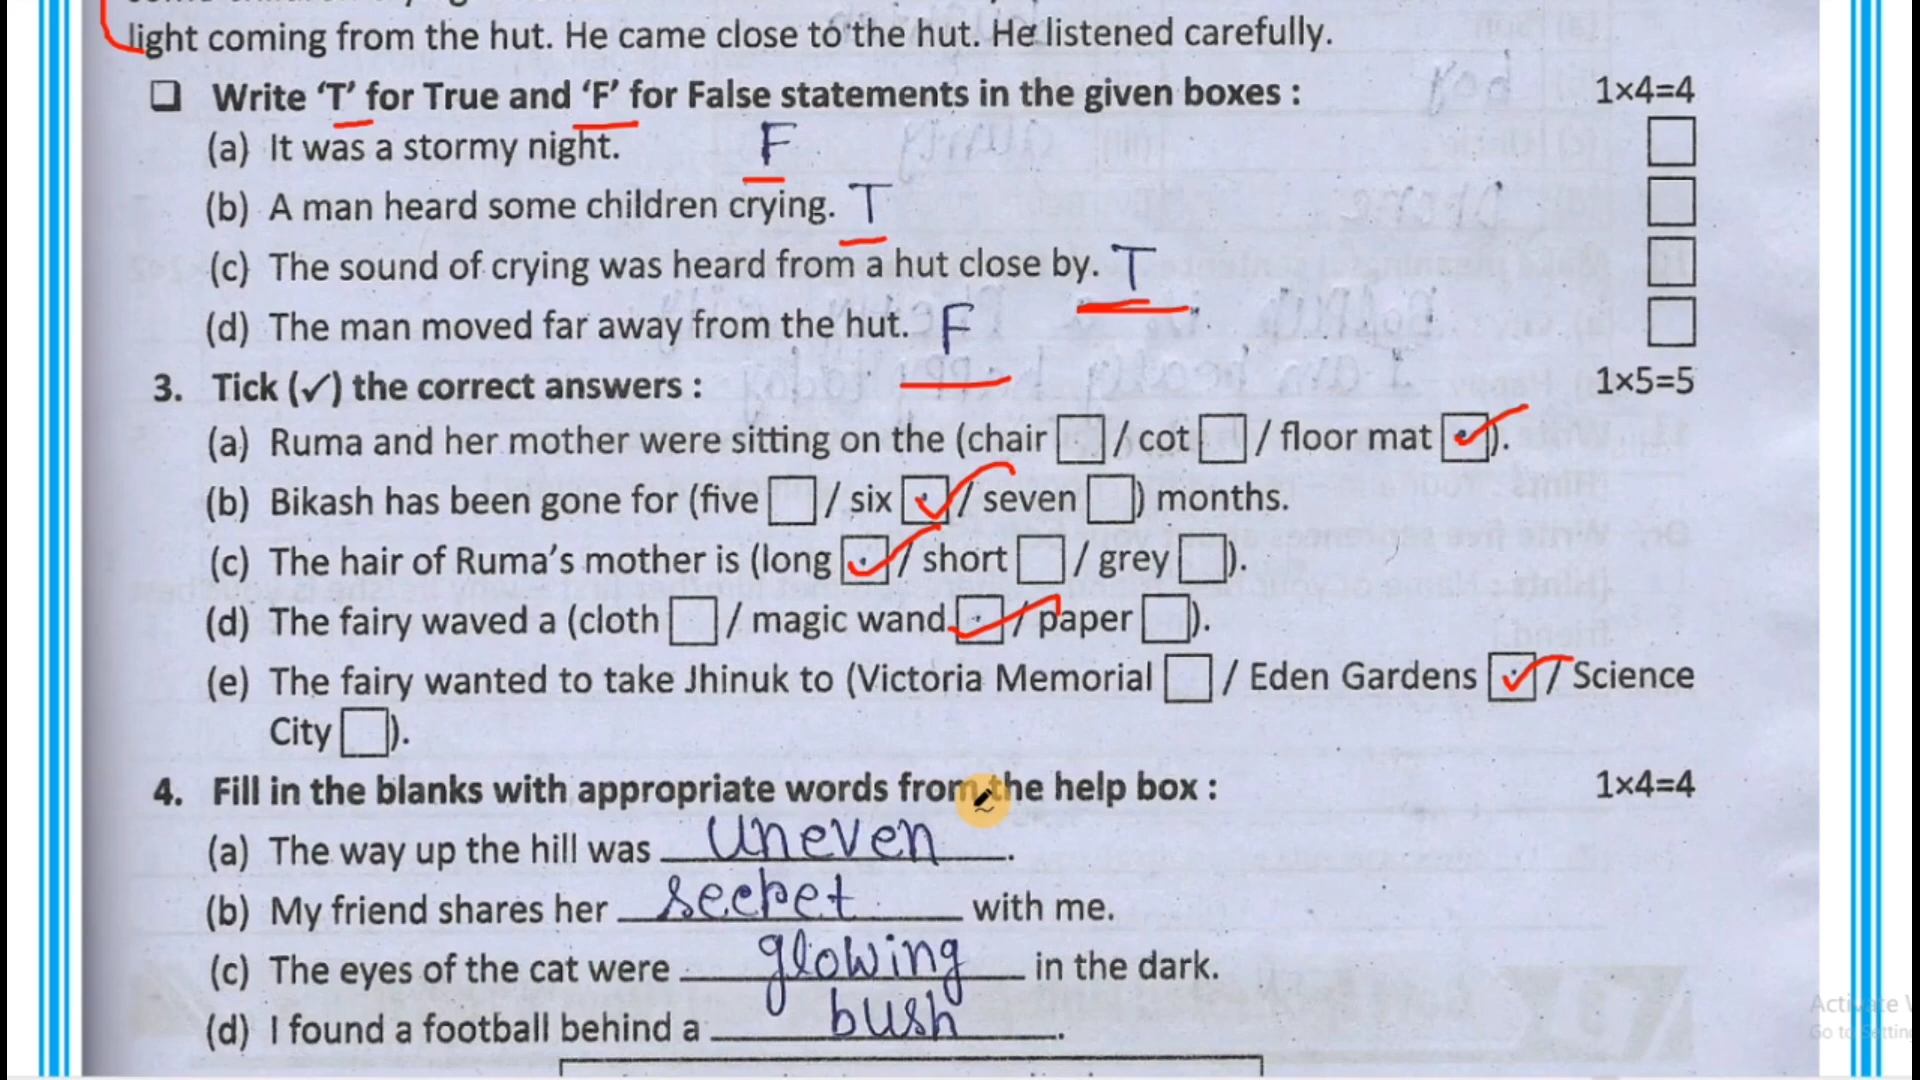 light coming from the hut. He came close to the hut. He listened carefully.
❑ Write ‘T’ for True and ‘F’ for False statements in the given boxes : 1×4=4
(a) It was a stormy night. F
(b) A man heard some children crying. T
(c) The sound of crying was heard from a hut close by. T
(d) The man moved far away from the hut. F
3. Tick (✓) the correct answers : 1×5=5
(a) Ruma and her mother were sitting on the (chair ☐ / cot ☐ / floor mat ☑).
(b) Bikash has been gone for (five ☐ / six ☑ / seven ☐) months.
(c) The hair of Ruma’s mother is (long ☑ / short ☐ / grey ☐).
(d) The fairy waved a (cloth ☐ / magic wand ☑ / paper ☐).
(e) The fairy wanted to take Jhinuk to (Victoria Memorial ☐ / Eden Gardens ☑ / Science
City ☐).
4. Fill in the blanks with appropriate words from the help box : 1×4=4
(a) The way up the hill was uneven.
(b) My friend shares her secret with me.
(c) The eyes of the cat were glowing in the dark.
(d) I found a football behind a bush.
Activate
Go to